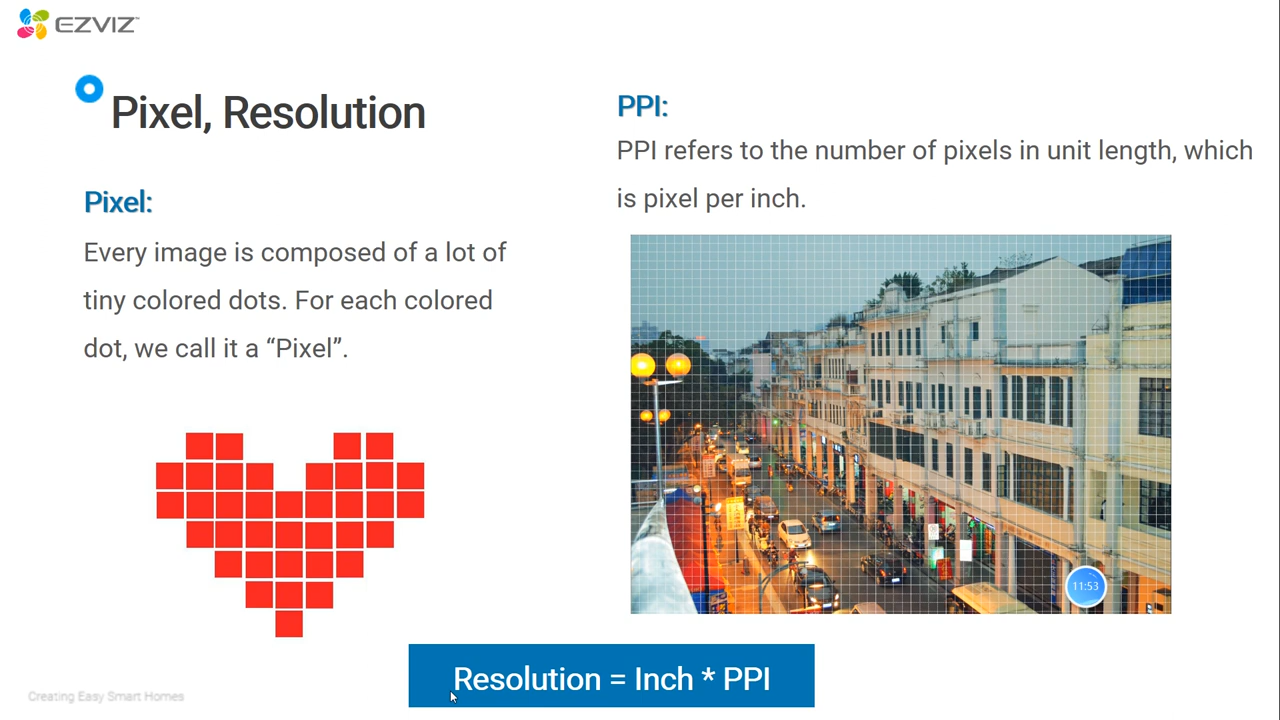 EZVIZ
Pixel, Resolution
Pixel:
Every image is composed of a lot of
tiny colored dots. For each colored
dot, we call it a “Pixel”.
PPI:
PPI refers to the number of pixels in unit length, which
is pixel per inch.
11:53
Resolution = Inch * PPI
Creating Easy Smart Homes